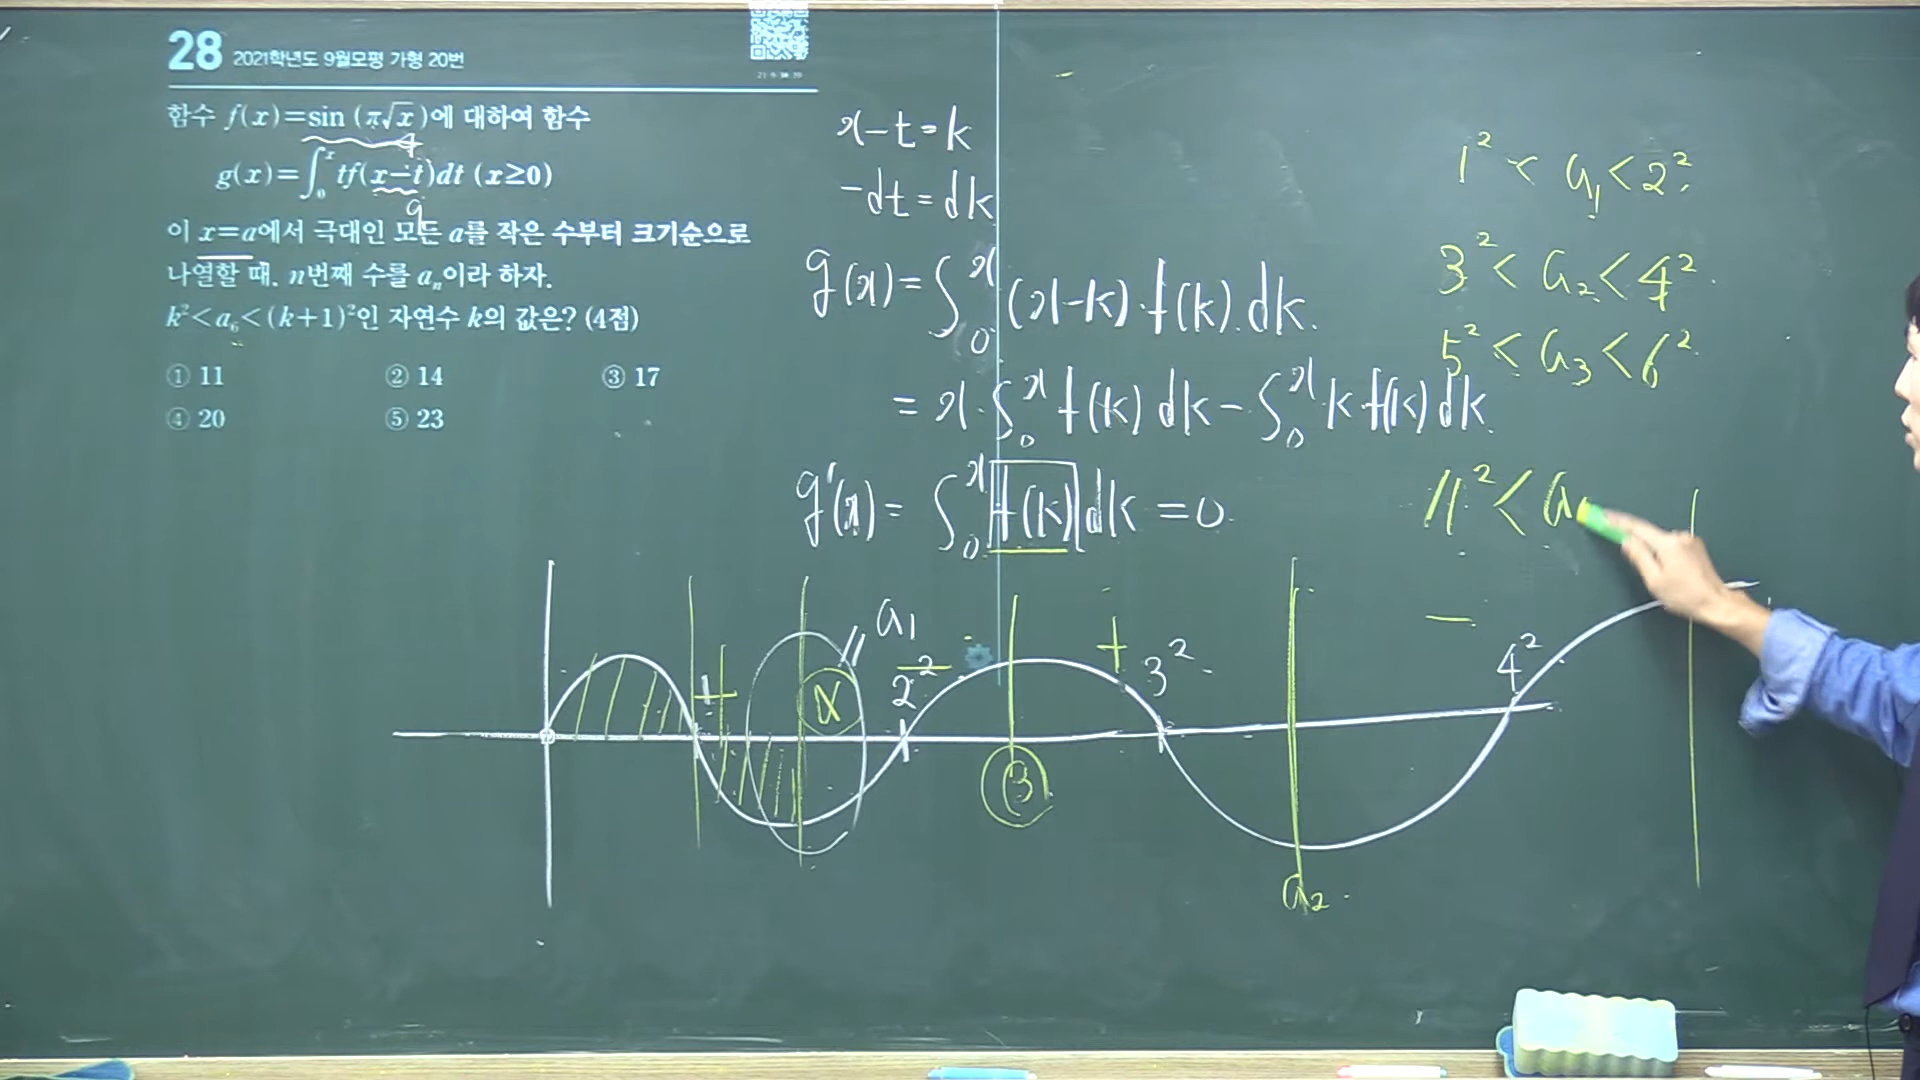 28 2021학년도 9월모평 가형 20번
함수 f(x)=sin (π√x)에 대하여 함수
g(x)=∫₀ˣ tf(x−t)dt (x≥0)
이 x=a에서 극대인 모든 a를 작은 수부터 크기순으로
나열할 때, n번째 수를 aₙ이라 하자.
k²<a₆<(k+1)²인 자연수 k의 값은? (4점)
① 11 ② 14 ③ 17
④ 20 ⑤ 23
x−t=k
−dt=dk
g(x)=∫₀ˣ (x−k)·f(k).dk.
= x·∫₀ˣ f(k) dk − ∫₀ˣ k f(k) dk.
g'(x)= ∫₀ˣ f(k) dk =0.
1² < a₁ < 2².
3² < a₂ < 4².
5² < a₃ < 6².
11² < a
a₁
1 + α 2² − + 3² − 4²
β
a₂.